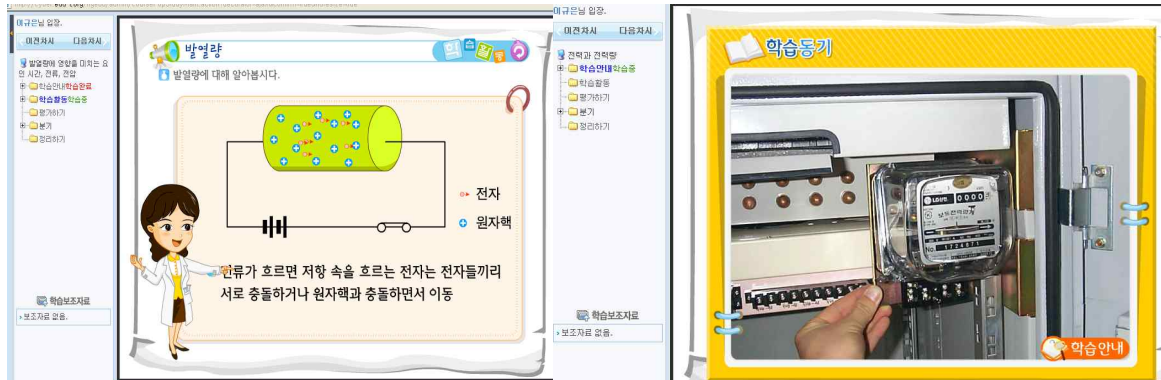 미규은님 입장.
이전차시 다음차시
발열량에 영향을 미치는 요
인 시간, 전류, 전압
학습안내학습완료
학습활동학습중
평가하기
분기
정리하기
학습보조자료
보조자료 없음.
발열량
발열량에 대해 알아봅시다.
전자
원자핵
전류가 흐르면 저항 속을 흐르는 전자는 전자들끼리
서로 충돌하거나 원자핵과 충돌하면서 이동
미규은님 입장.
이전차시 다음차시
전력과 전력량
학습안내학습중
학습활동
평가하기
분기
정리하기
학습보조자료
보조자료 없음.
학습동기
0000
No. 1724871
학습안내